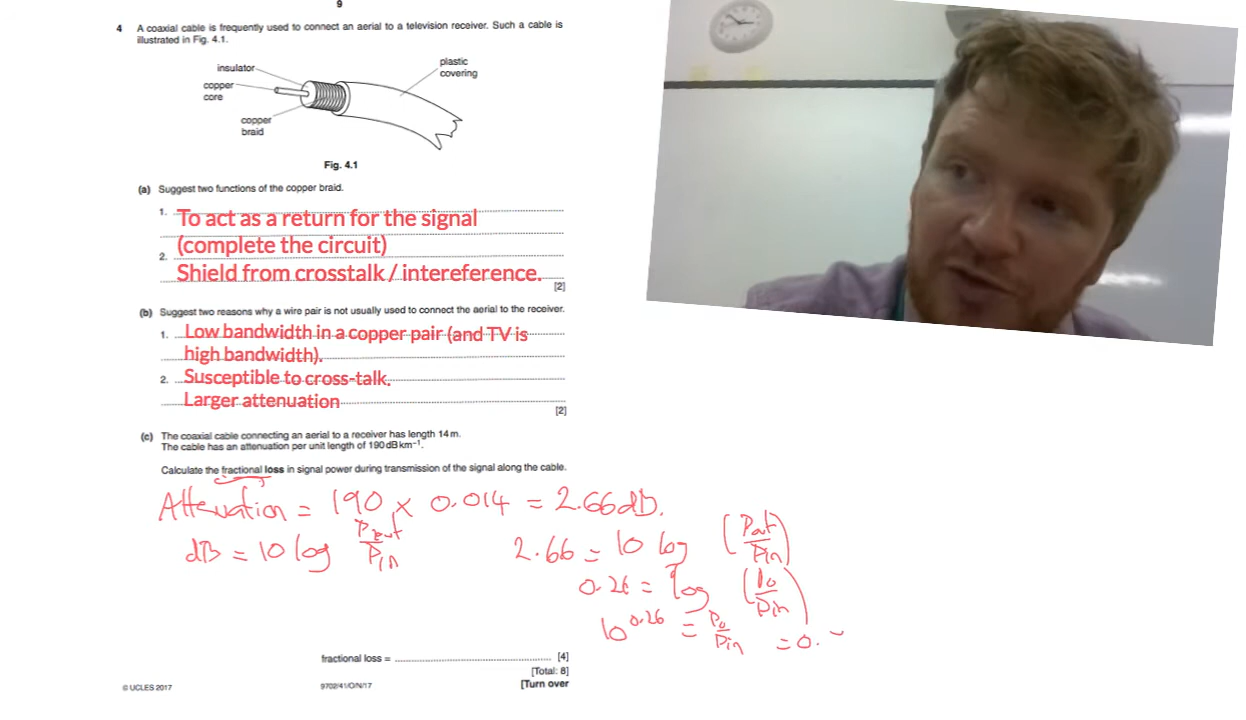 9
4 A coaxial cable is frequently used to connect an aerial to a television receiver. Such a cable is
illustrated in Fig. 4.1.
insulator
copper
core
copper
braid
plastic
covering
Fig. 4.1
(a) Suggest two functions of the copper braid.
1. To act as a return for the signal
(complete the circuit)
2.
Shield from crosstalk / intereference.
[2]
(b) Suggest two reasons why a wire pair is not usually used to connect the aerial to the receiver.
1. Low bandwidth in a copper pair (and TV is
high bandwidth).
2. Susceptible to cross-talk.
Larger attenuation
[2]
(c) The coaxial cable connecting an aerial to a receiver has length 14 m.
The cable has an attenuation per unit length of 190 dB km⁻¹.
Calculate the fractional loss in signal power during transmission of the signal along the cable.
Attenuation = 190 × 0.014 = 2.66 dB.
dB = 10 log Pout/Pin
2.66 = 10 log (Pout/Pin)
0.26 = log (Po/Pin)
10^0.26 = Po/Pin = 0.
fractional loss = [4]
[Total: 8]
© UCLES 2017 9702/41/O/N/17 [Turn over